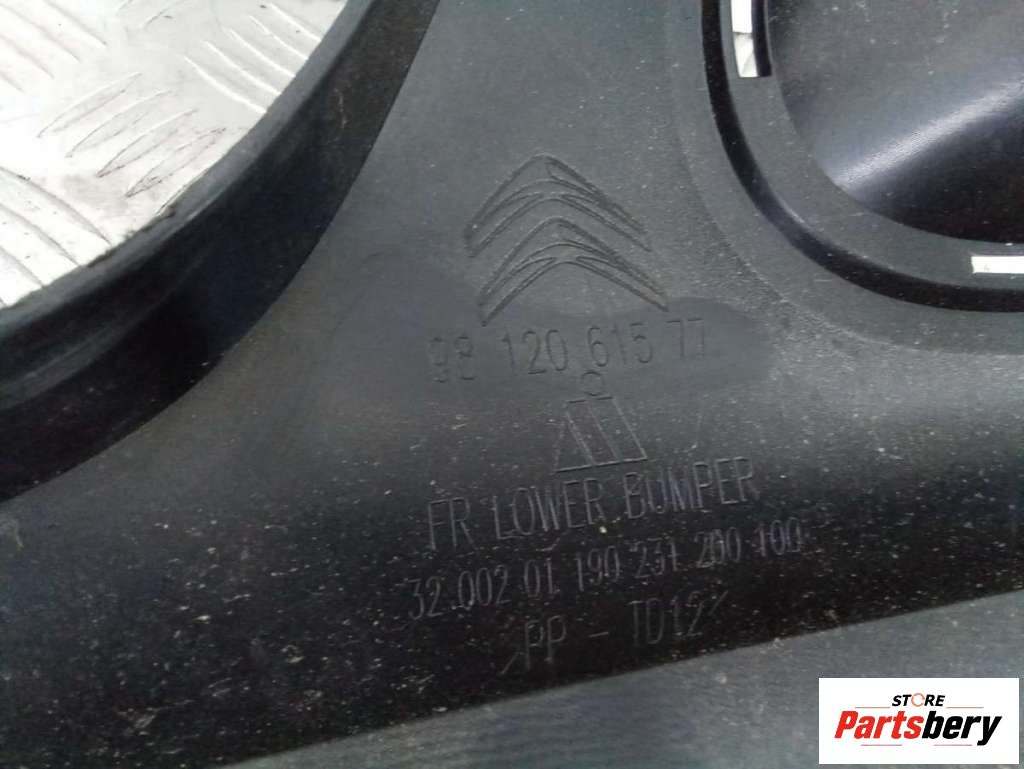 98 120 615 77
FR LOWER BUMPER
32.002 01 190 231 200 100
>PP - TD12<
STORE
Partsbery